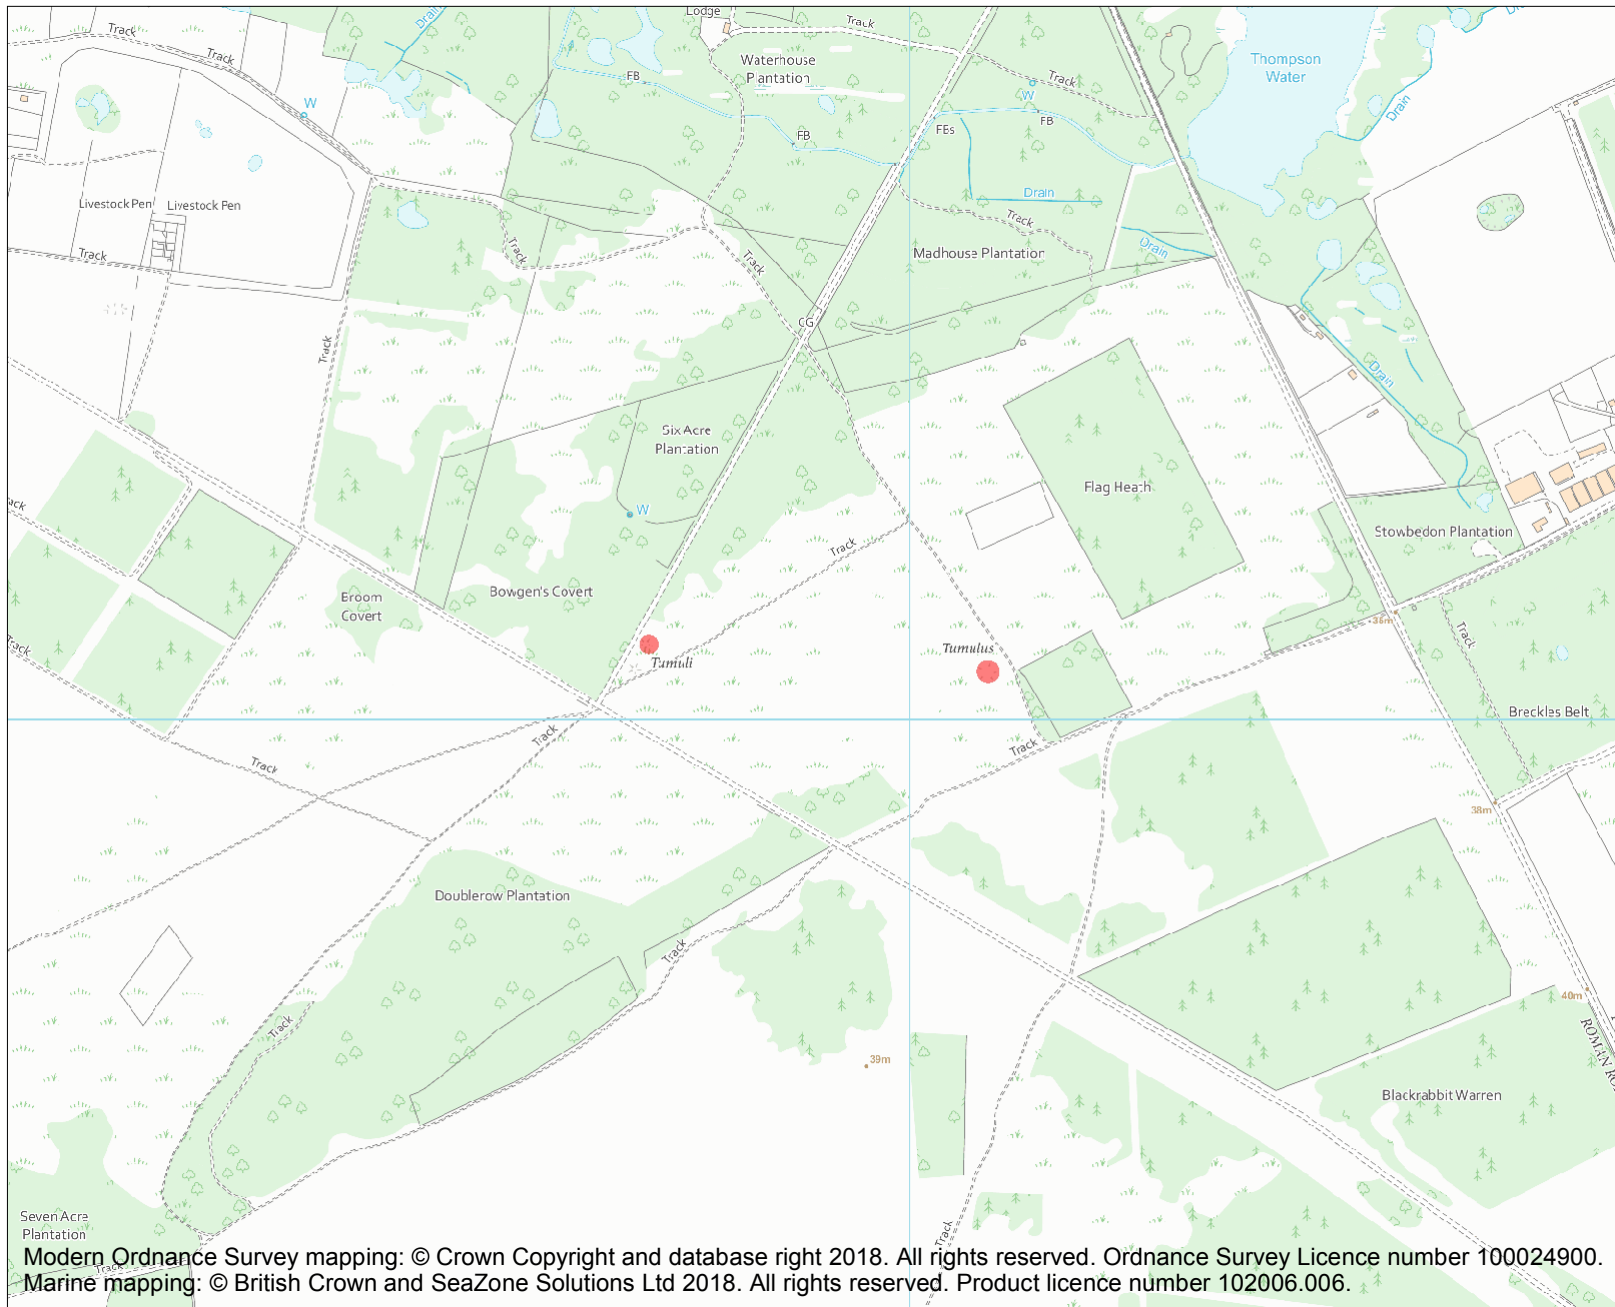 Lodge
Track
Drain
Track
Track
Waterhouse
Plantation
Thompson
Water
FB
Track
W
W
Drain
FB
FBs
FB
Livestock Pen
Livestock Pen
Drain
Track
Track
Track
Madhouse Plantation
Drain
Track
Track
CG
Track
Drain
Six Acre
Plantation
Flag Heath
W
Stowbedon Plantation
Track
Bowgen's Covert
Broom
Covert
Track
Track
Tumulus
Tumuli
38m
Breckles Belt
Track
Track
Track
38m
Doublerow Plantation
Track
40m
ROMAN
Track
39m
Blackrabbit Warren
Seven Acre
Plantation
Track
Track
Modern Ordnance Survey mapping: © Crown Copyright and database right 2018. All rights reserved. Ordnance Survey Licence number 100024900.
Marine mapping: © British Crown and SeaZone Solutions Ltd 2018. All rights reserved. Product licence number 102006.006.